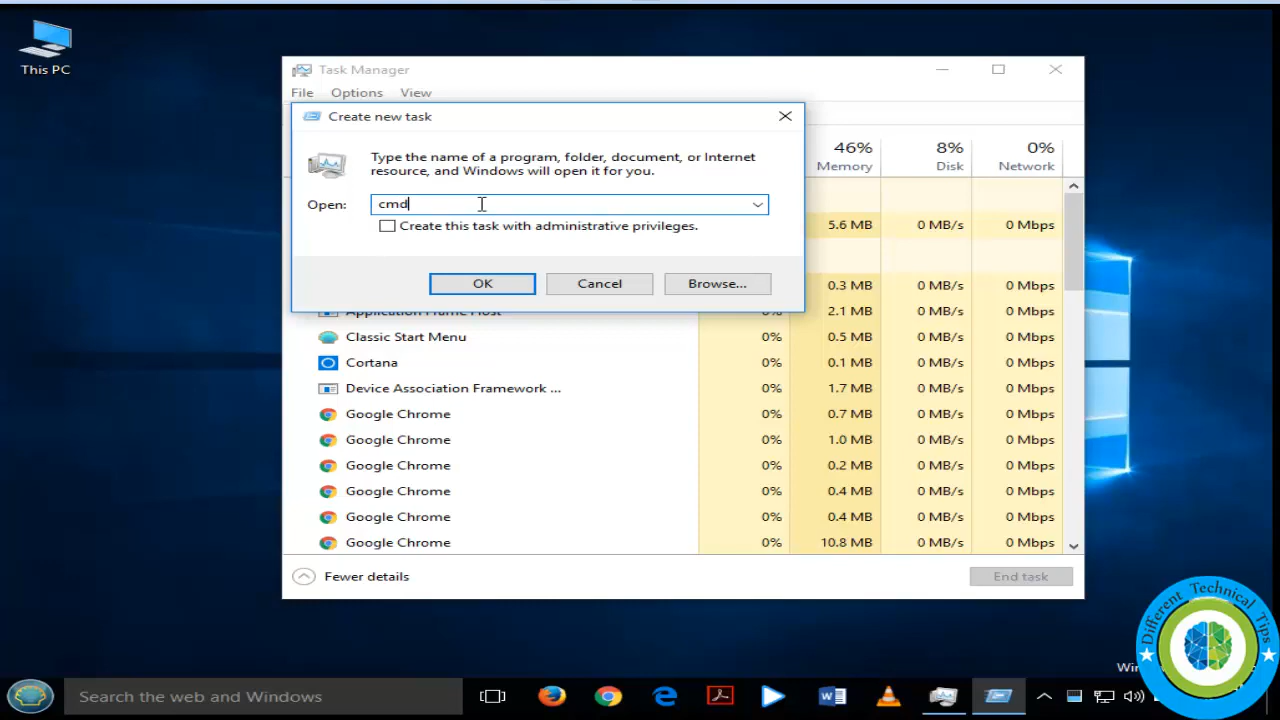 This PC
Task Manager
File Options View
Create new task
Type the name of a program, folder, document, or Internet
resource, and Windows will open it for you.
Open: cmd
Create this task with administrative privileges.
OK Cancel Browse...
46% 8% 0%
Memory Disk Network
5.6 MB 0 MB/s 0 Mbps
0.3 MB 0 MB/s 0 Mbps
Application Frame Host 0% 2.1 MB 0 MB/s 0 Mbps
Classic Start Menu 0% 0.5 MB 0 MB/s 0 Mbps
Cortana 0% 0.1 MB 0 MB/s 0 Mbps
Device Association Framework ... 0% 1.7 MB 0 MB/s 0 Mbps
Google Chrome 0% 0.7 MB 0 MB/s 0 Mbps
Google Chrome 0% 1.0 MB 0 MB/s 0 Mbps
Google Chrome 0% 0.2 MB 0 MB/s 0 Mbps
Google Chrome 0% 0.4 MB 0 MB/s 0 Mbps
Google Chrome 0% 0.4 MB 0 MB/s 0 Mbps
Google Chrome 0% 10.8 MB 0 MB/s 0 Mbps
Fewer details End task
Different Technical Tips
Search the web and Windows